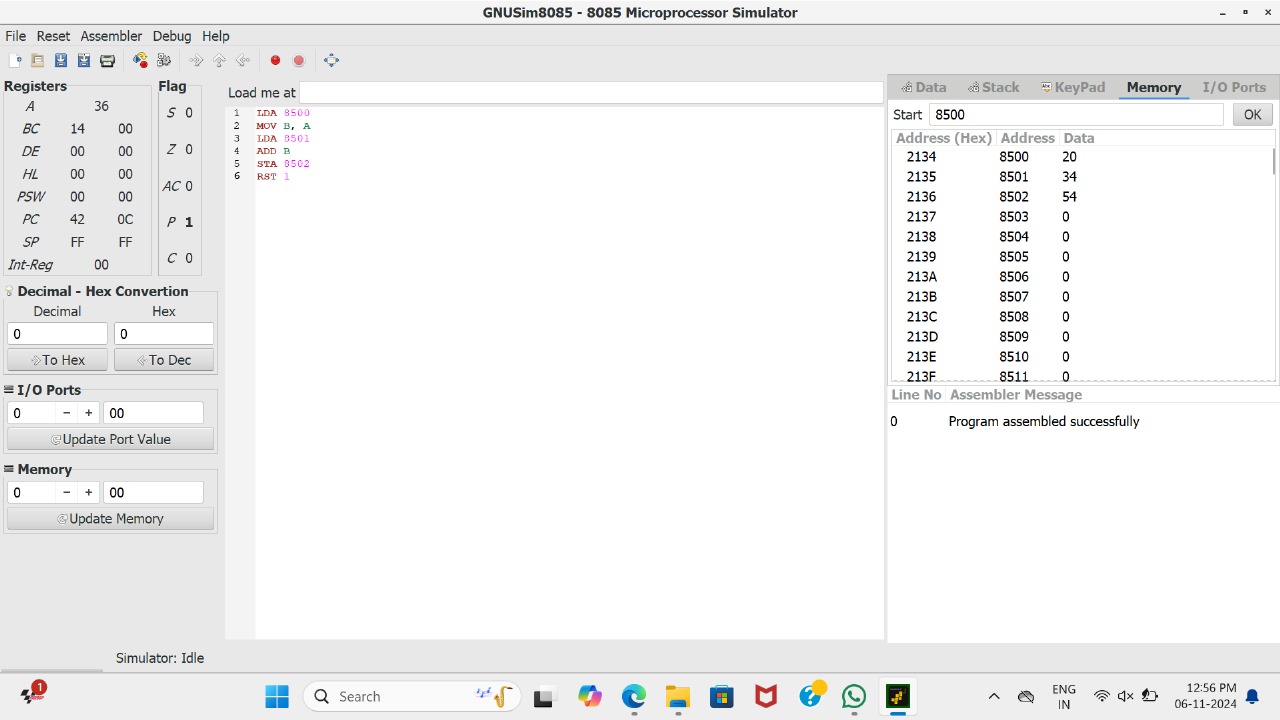 GNUSim8085 - 8085 Microprocessor Simulator
File Reset Assembler Debug Help
Registers
A 36
BC 14 00
DE 00 00
HL 00 00
PSW 00 00
PC 42 0C
SP FF FF
Int-Reg 00
Flag
S 0
Z 0
AC 0
P 1
C 0
Decimal - Hex Convertion
Decimal Hex
0 0
To Hex To Dec
I/O Ports
0 − + 00
Update Port Value
Memory
0 − + 00
Update Memory
Load me at
1 LDA 8500
2 MOV B, A
3 LDA 8501
4 ADD B
5 STA 8502
6 RST 1
Data Stack KeyPad Memory I/O Ports
Start 8500 OK
Address (Hex) Address Data
2134 8500 20
2135 8501 34
2136 8502 54
2137 8503 0
2138 8504 0
2139 8505 0
213A 8506 0
213B 8507 0
213C 8508 0
213D 8509 0
213E 8510 0
213F 8511 0
Line No Assembler Message
0 Program assembled successfully
Simulator: Idle
1
Search
ENG
IN
12:56 PM
06-11-2024